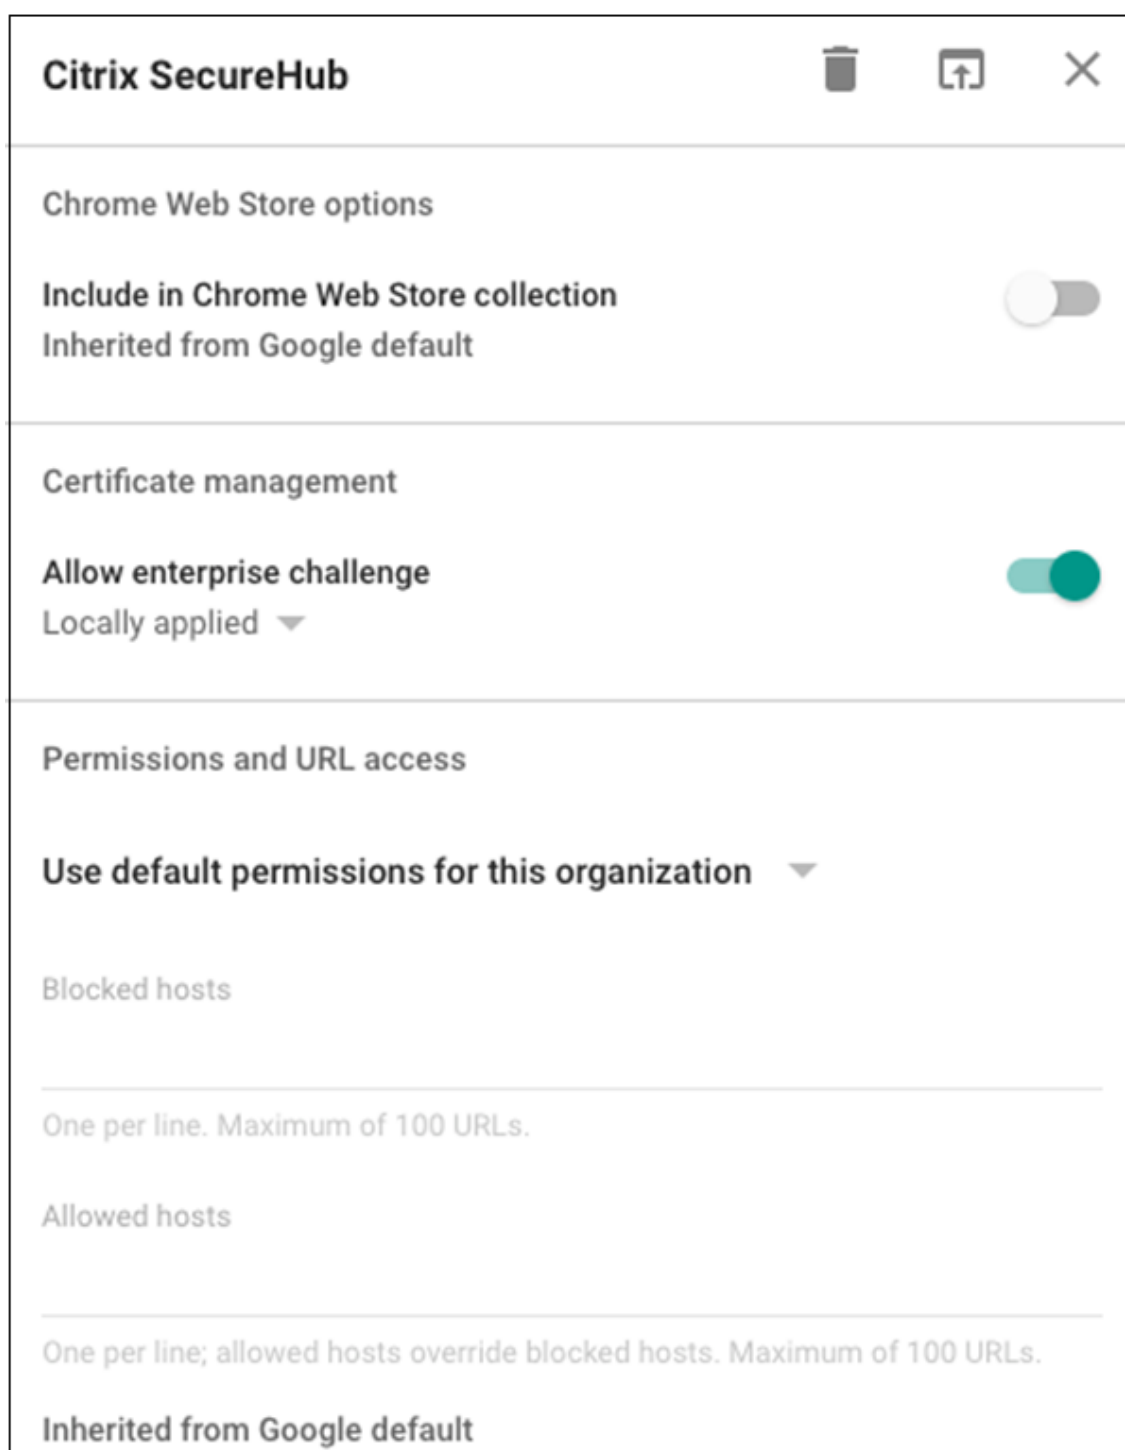 Citrix SecureHub
Chrome Web Store options
Include in Chrome Web Store collection
Inherited from Google default
Certificate management
Allow enterprise challenge
Locally applied
Permissions and URL access
Use default permissions for this organization
Blocked hosts
One per line. Maximum of 100 URLs.
Allowed hosts
One per line; allowed hosts override blocked hosts. Maximum of 100 URLs.
Inherited from Google default